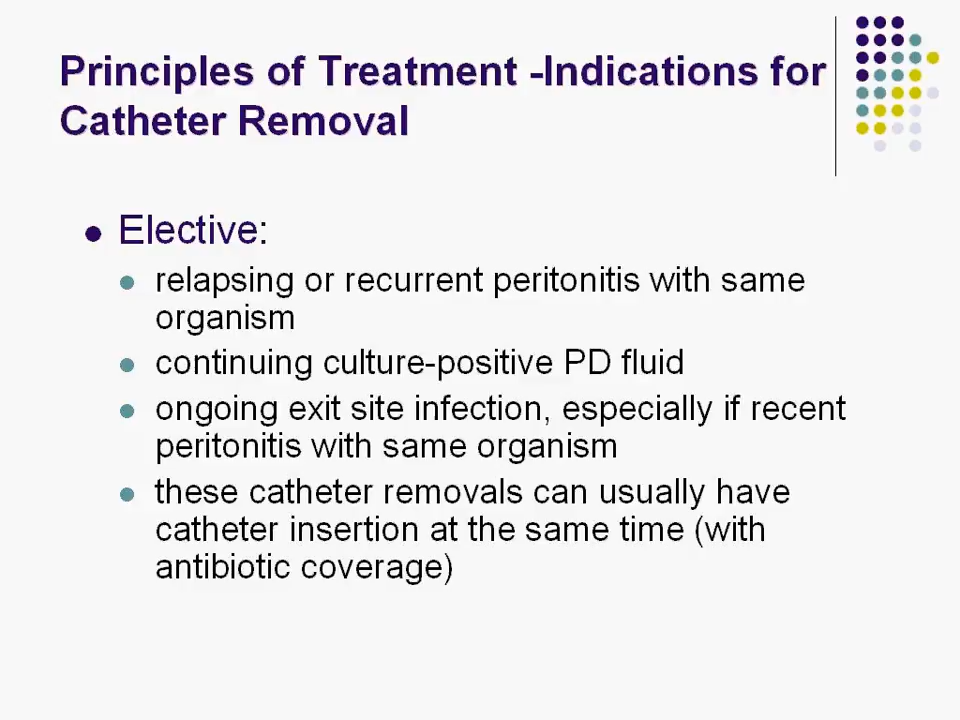 Principles of Treatment -Indications for
Catheter Removal
Elective:
relapsing or recurrent peritonitis with same
organism
continuing culture-positive PD fluid
ongoing exit site infection, especially if recent
peritonitis with same organism
these catheter removals can usually have
catheter insertion at the same time (with
antibiotic coverage)